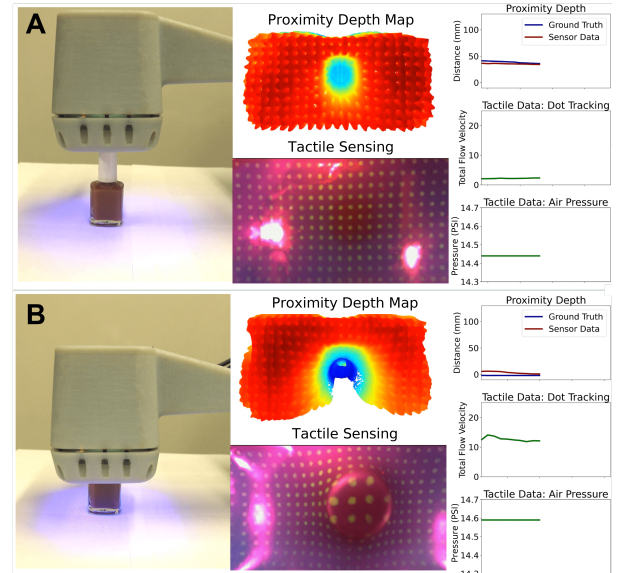 A
Proximity Depth Map
Tactile Sensing
Proximity Depth
Distance (mm)
100
50
0
Ground Truth
Sensor Data
Tactile Data: Dot Tracking
Total Flow Velocity
20
10
0
Tactile Data: Air Pressure
Pressure (PSI)
14.7
14.6
14.5
14.4
14.3
B
Proximity Depth Map
Tactile Sensing
Proximity Depth
Distance (mm)
100
50
0
Ground Truth
Sensor Data
Tactile Data: Dot Tracking
Total Flow Velocity
20
10
0
Tactile Data: Air Pressure
Pressure (PSI)
14.7
14.6
14.5
14.4